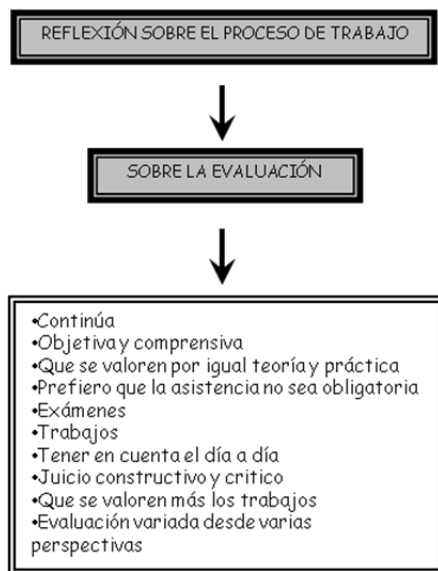 REFLEXIÓN SOBRE EL PROCESO DE TRABAJO
SOBRE LA EVALUACIÓN
•Continúa
•Objetiva y comprensiva
•Que se valoren por igual teoría y práctica
•Prefiero que la asistencia no sea obligatoria
•Exámenes
•Trabajos
•Tener en cuenta el día a día
•Juicio constructivo y critico
•Que se valoren más los trabajos
•Evaluación variada desde varias
perspectivas